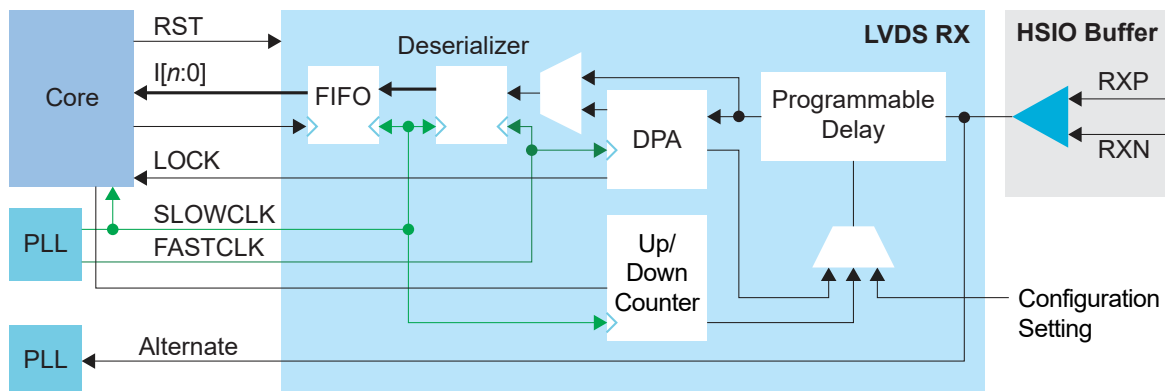 RST
LVDS RX
HSIO Buffer
Deserializer
I[n:0]
Core
FIFO
Programmable
Delay
RXP
RXN
DPA
LOCK
SLOWCLK
PLL
FASTCLK
Up/
Down
Counter
Configuration
Setting
PLL
Alternate